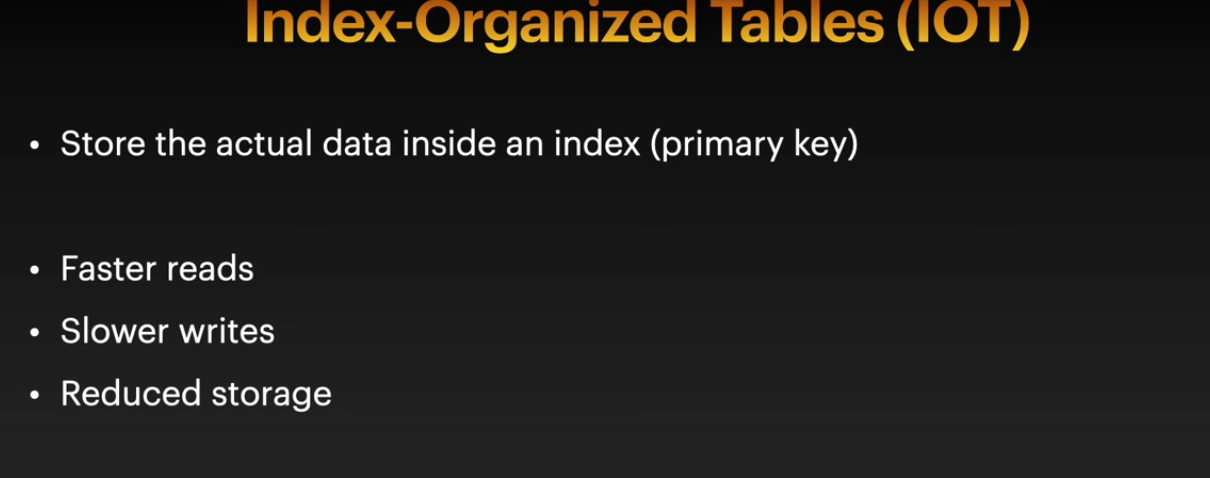 Index-Organized Tables (IOT)
• Store the actual data inside an index (primary key)
• Faster reads
• Slower writes
• Reduced storage